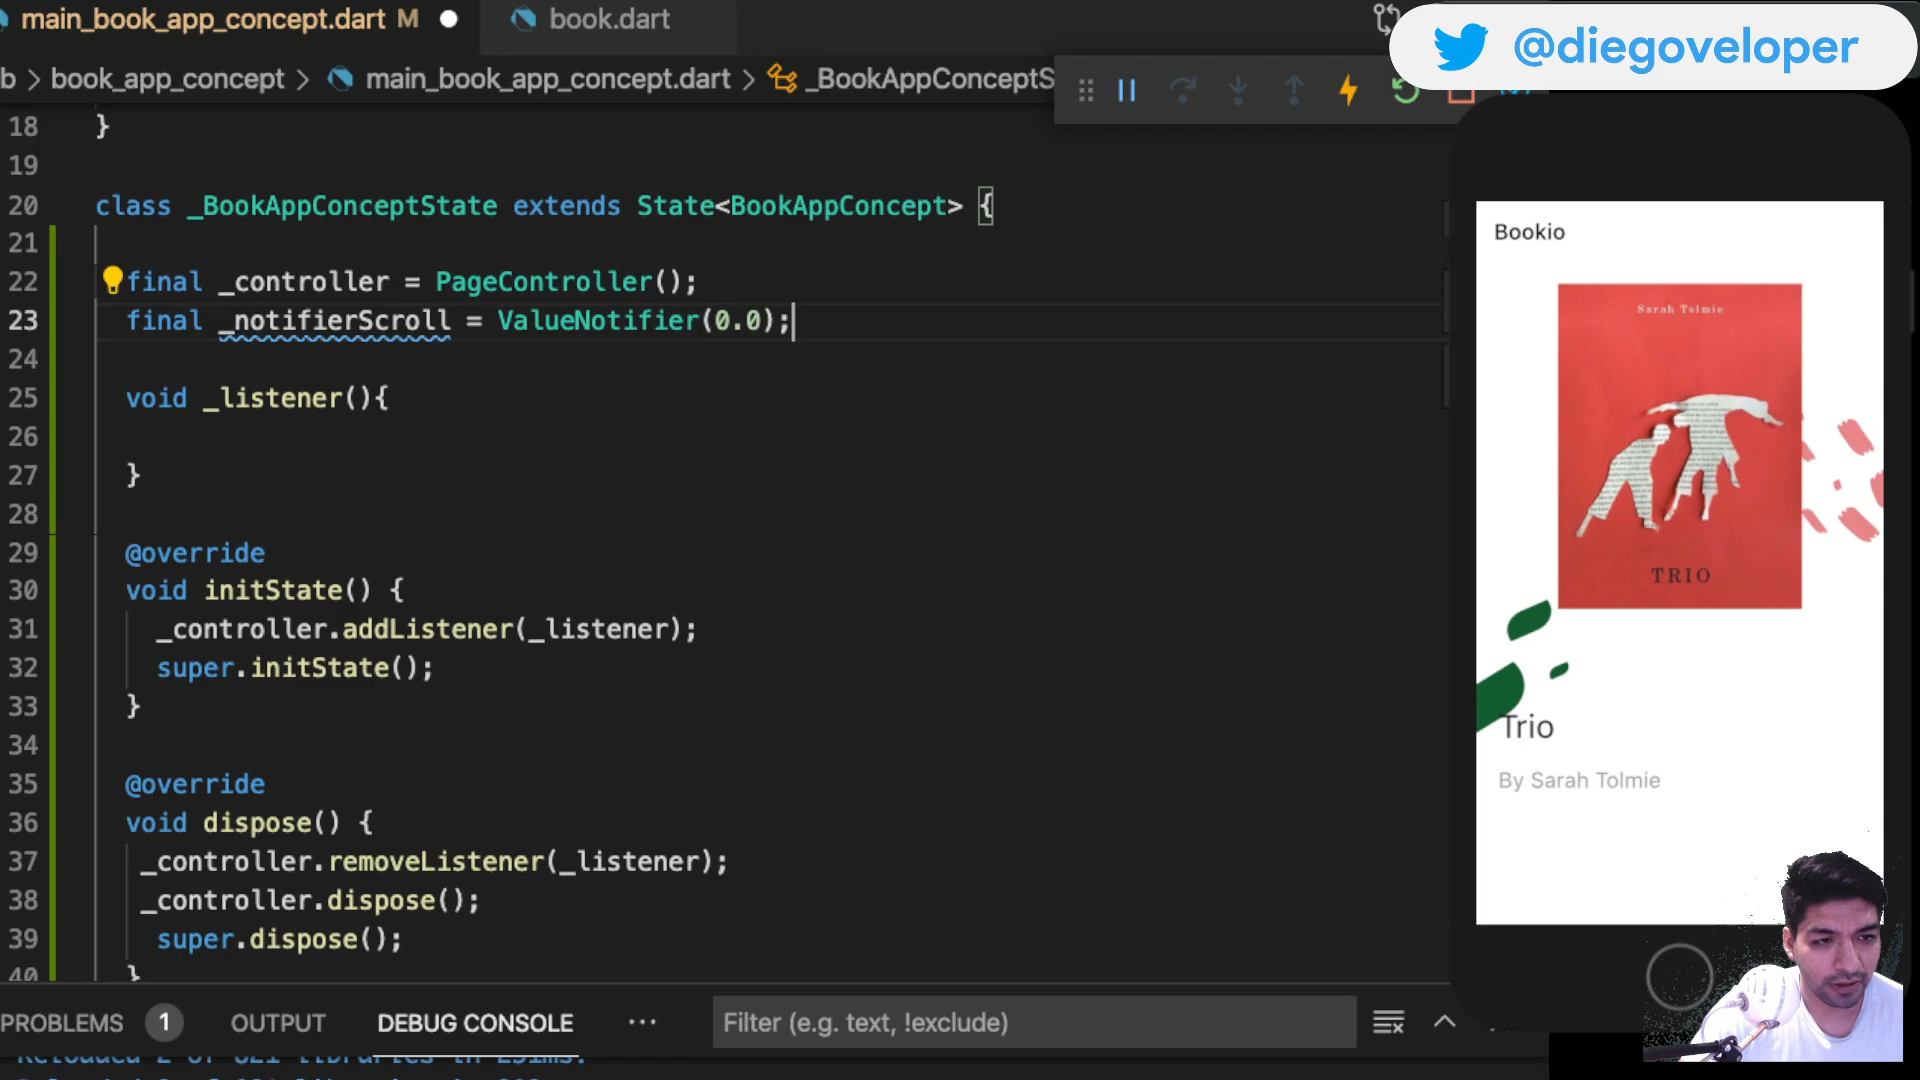 main_book_app_concept.dart M
book.dart
@diegoveloper
b > book_app_concept > main_book_app_concept.dart > _BookAppConceptS
18 }
19
20 class _BookAppConceptState extends State<BookAppConcept> {
21
22 final _controller = PageController();
23 final _notifierScroll = ValueNotifier(0.0);
24
25 void _listener(){
26
27 }
28
29 @override
30 void initState() {
31 _controller.addListener(_listener);
32 super.initState();
33 }
34
35 @override
36 void dispose() {
37 _controller.removeListener(_listener);
38 _controller.dispose();
39 super.dispose();
40 }
Bookio
Sarah Tolmie
TRIO
Trio
By Sarah Tolmie
PROBLEMS 1 OUTPUT DEBUG CONSOLE ...
Filter (e.g. text, !exclude)